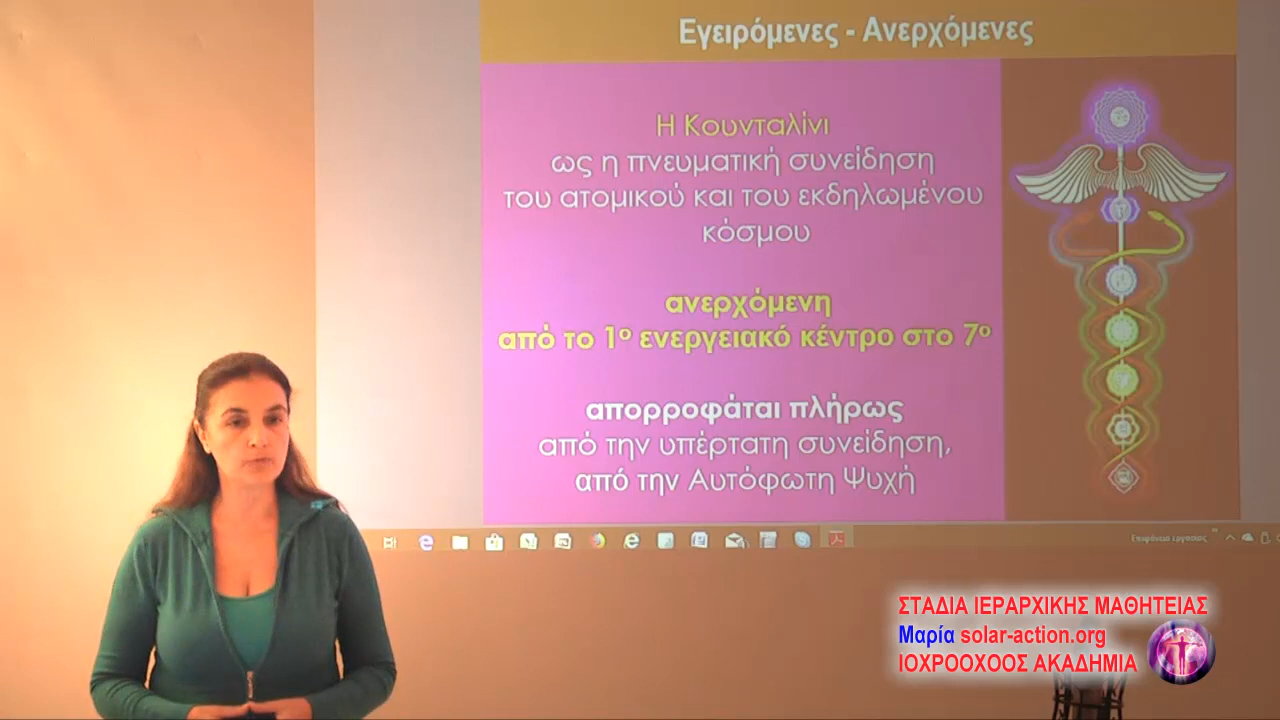 Εγειρόμενες - Ανερχόμενες
Η Κουνταλίνι
ως η πνευματική συνείδηση
του ατομικού και του εκδηλωμένου
κόσμου
ανερχόμενη
από το 1ο ενεργειακό κέντρο στο 7ο
απορροφάται πλήρως
από την υπέρτατη συνείδηση,
από την Αυτόφωτη Ψυχή
Επιφάνεια εργασίας
ΣΤΑΔΙΑ ΙΕΡΑΡΧΙΚΗΣ ΜΑΘΗΤΕΙΑΣ
Μαρία solar-action.org
ΙΟΧΡΟΟΧΟΟΣ ΑΚΑΔΗΜΙΑ